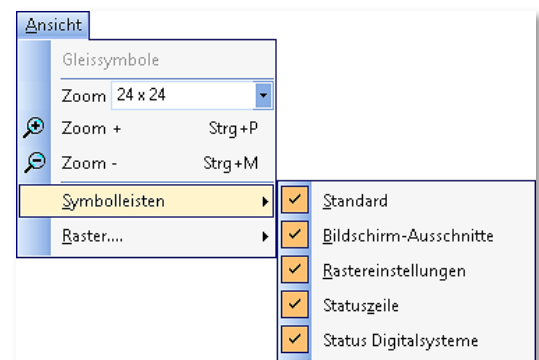 Ansicht
Gleissymbole
Zoom 24 x 24
Zoom + Strg+P
Zoom - Strg+M
Symbolleisten
Raster....
Standard
Bildschirm-Ausschnitte
Rastereinstellungen
Statuszeile
Status Digitalsysteme